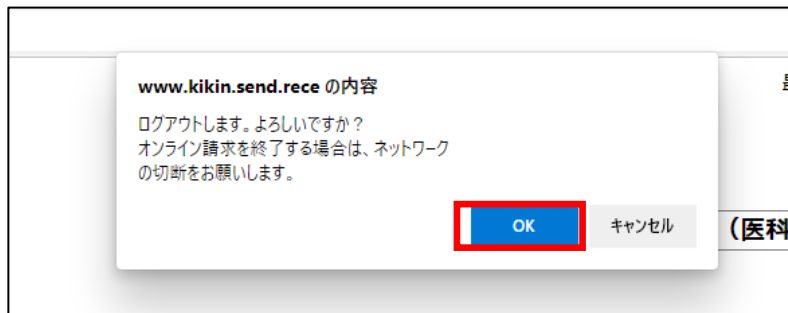 www.kikin.send.rece の内容
ログアウトします。よろしいですか？
オンライン請求を終了する場合は、ネットワーク
の切断をお願いします。
OK キャンセル
（医科